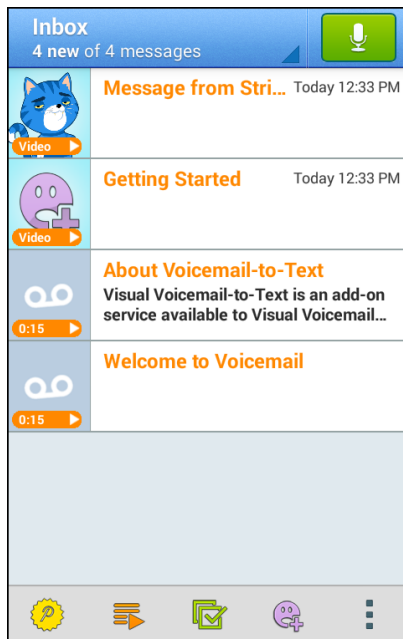 Inbox
4 new of 4 messages
Message from Stri... Today 12:33 PM
Video
Getting Started Today 12:33 PM
Video
About Voicemail-to-Text
Visual Voicemail-to-Text is an add-on
service available to Visual Voicemail...
0:15
Welcome to Voicemail
0:15
P